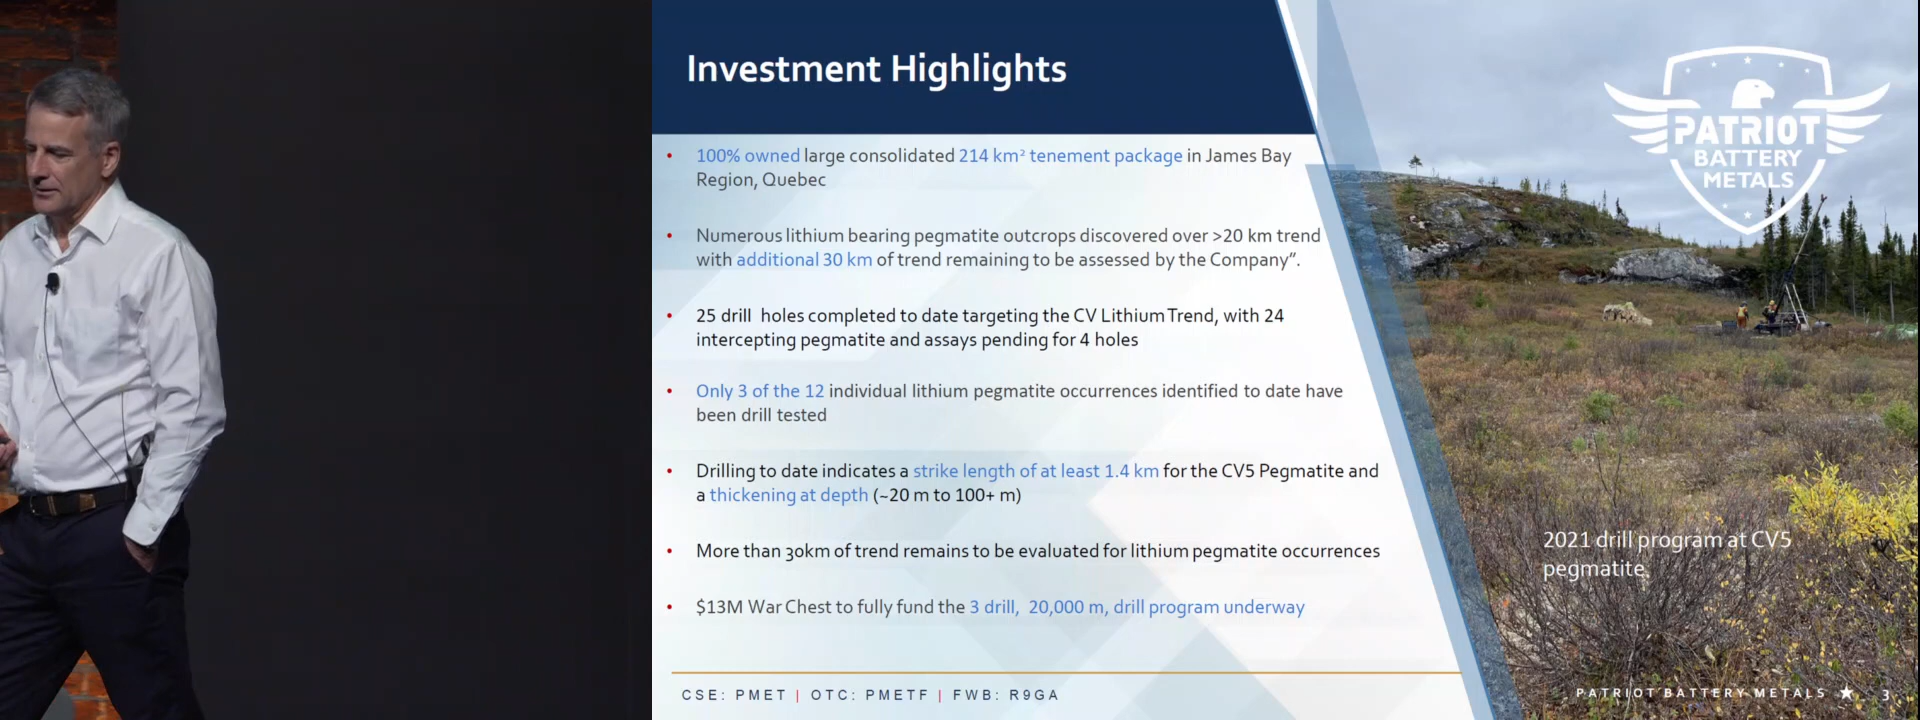 Investment Highlights
• 100% owned large consolidated 214 km² tenement package in James Bay
Region, Quebec
• Numerous lithium bearing pegmatite outcrops discovered over >20 km trend
with additional 30 km of trend remaining to be assessed by the Company”.
• 25 drill holes completed to date targeting the CV Lithium Trend, with 24
intercepting pegmatite and assays pending for 4 holes
• Only 3 of the 12 individual lithium pegmatite occurrences identified to date have
been drill tested
• Drilling to date indicates a strike length of at least 1.4 km for the CV5 Pegmatite and
a thickening at depth (~20 m to 100+ m)
• More than 30km of trend remains to be evaluated for lithium pegmatite occurrences
• $13M War Chest to fully fund the 3 drill, 20,000 m, drill program underway
CSE: PMET | OTC: PMETF | FWB: R9GA
PATRIOT
BATTERY
METALS
2021 drill program at CV5
pegmatite.
PATRIOT BATTERY METALS ★ 3